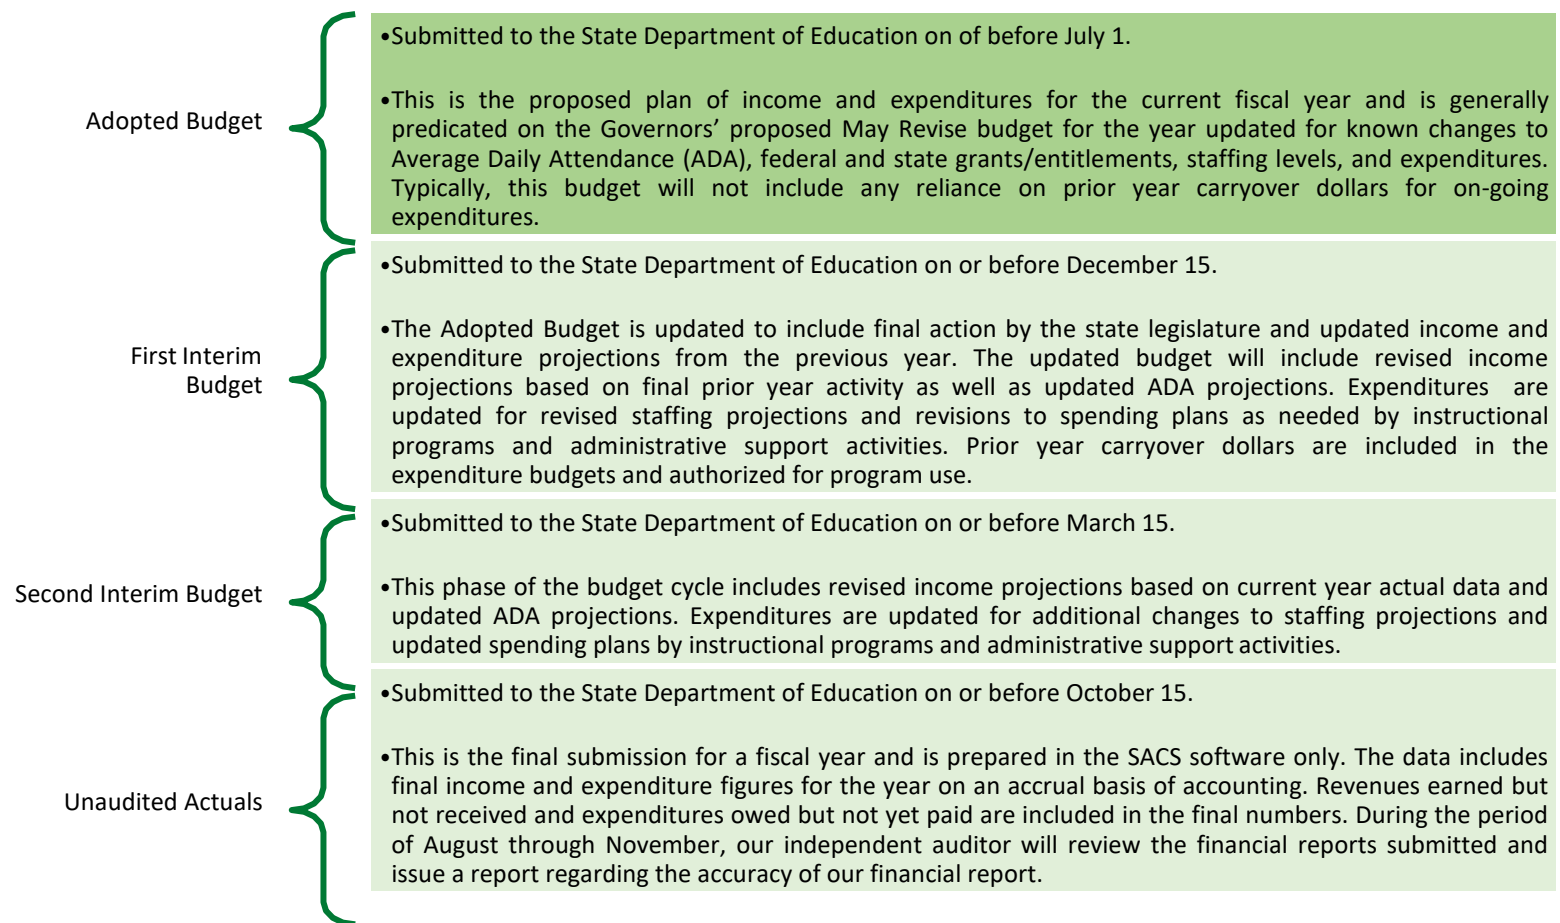 Adopted Budget
•Submitted to the State Department of Education on of before July 1.
•This is the proposed plan of income and expenditures for the current fiscal year and is generally
predicated on the Governors’ proposed May Revise budget for the year updated for known changes to
Average Daily Attendance (ADA), federal and state grants/entitlements, staffing levels, and expenditures.
Typically, this budget will not include any reliance on prior year carryover dollars for on-going
expenditures.
First Interim
Budget
•Submitted to the State Department of Education on or before December 15.
•The Adopted Budget is updated to include final action by the state legislature and updated income and
expenditure projections from the previous year. The updated budget will include revised income
projections based on final prior year activity as well as updated ADA projections. Expenditures are
updated for revised staffing projections and revisions to spending plans as needed by instructional
programs and administrative support activities. Prior year carryover dollars are included in the
expenditure budgets and authorized for program use.
Second Interim Budget
•Submitted to the State Department of Education on or before March 15.
•This phase of the budget cycle includes revised income projections based on current year actual data and
updated ADA projections. Expenditures are updated for additional changes to staffing projections and
updated spending plans by instructional programs and administrative support activities.
Unaudited Actuals
•Submitted to the State Department of Education on or before October 15.
•This is the final submission for a fiscal year and is prepared in the SACS software only. The data includes
final income and expenditure figures for the year on an accrual basis of accounting. Revenues earned but
not received and expenditures owed but not yet paid are included in the final numbers. During the period
of August through November, our independent auditor will review the financial reports submitted and
issue a report regarding the accuracy of our financial report.